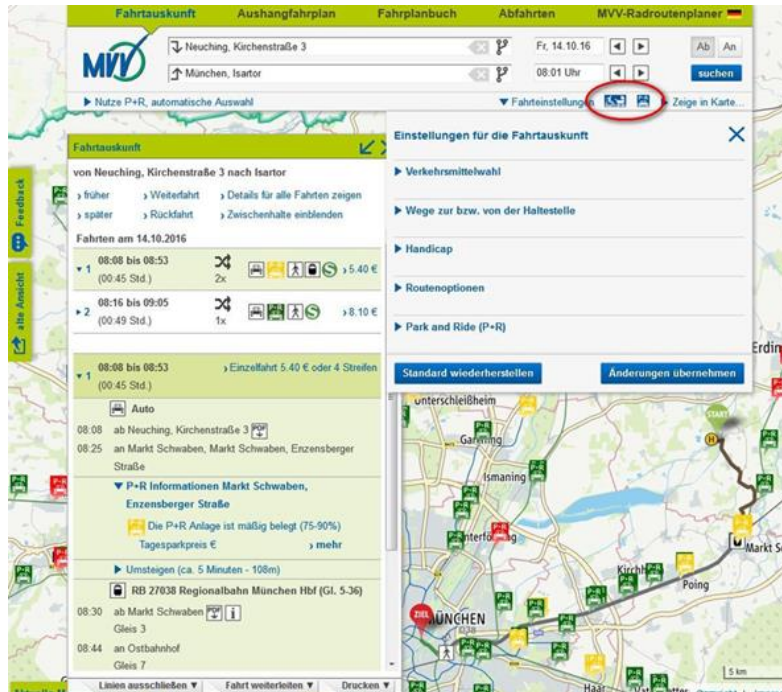 Fahrtauskunft Aushangfahrplan Fahrplanbuch Abfahrten MVV-Radroutenplaner
MVV
Neuching, Kirchenstraße 3
Fr, 14.10.16
Ab An
München, Isartor
08:01 Uhr
suchen
Nutze P+R, automatische Auswahl
Fahrteinstellungen
Zeige in Karte...
Feedback
alte Ansicht
Fahrtauskunft
von Neuching, Kirchenstraße 3 nach Isartor
früher Weiterfahrt Details für alle Fahrten zeigen
später Rückfahrt Zwischenhalte einblenden
Fahrten am 14.10.2016
1 08:08 bis 08:53
(00:45 Std.) 2x S 5.40 €
2 08:16 bis 09:05
(00:49 Std.) 1x S 8.10 €
1 08:08 bis 08:53 Einzelfahrt 5.40 € oder 4 Streifen
(00:45 Std.)
Auto
08:08 ab Neuching, Kirchenstraße 3 PDF
08:25 an Markt Schwaben, Markt Schwaben, Enzensberger
Straße
P+R Informationen Markt Schwaben,
Enzensberger Straße
Die P+R Anlage ist mäßig belegt (75-90%)
Tagesparkpreis € mehr
Umsteigen (ca. 5 Minuten - 108m)
RB 27038 Regionalbahn München Hbf (Gl. 5-36)
08:30 ab Markt Schwaben PDF i
Gleis 3
08:44 an Ostbahnhof
Gleis 7
Linien ausschließen Fahrt weiterleiten Drucken
Einstellungen für die Fahrtauskunft
Verkehrsmittelwahl
Wege zur bzw. von der Haltestelle
Handicap
Routenoptionen
Park and Ride (P+R)
Standard wiederherstellen
Änderungen übernehmen
Erdin
Unterschleißheim
START
H
Ismaning
Markt S
Poing
ZIEL
MÜNCHEN
Haar
5 km